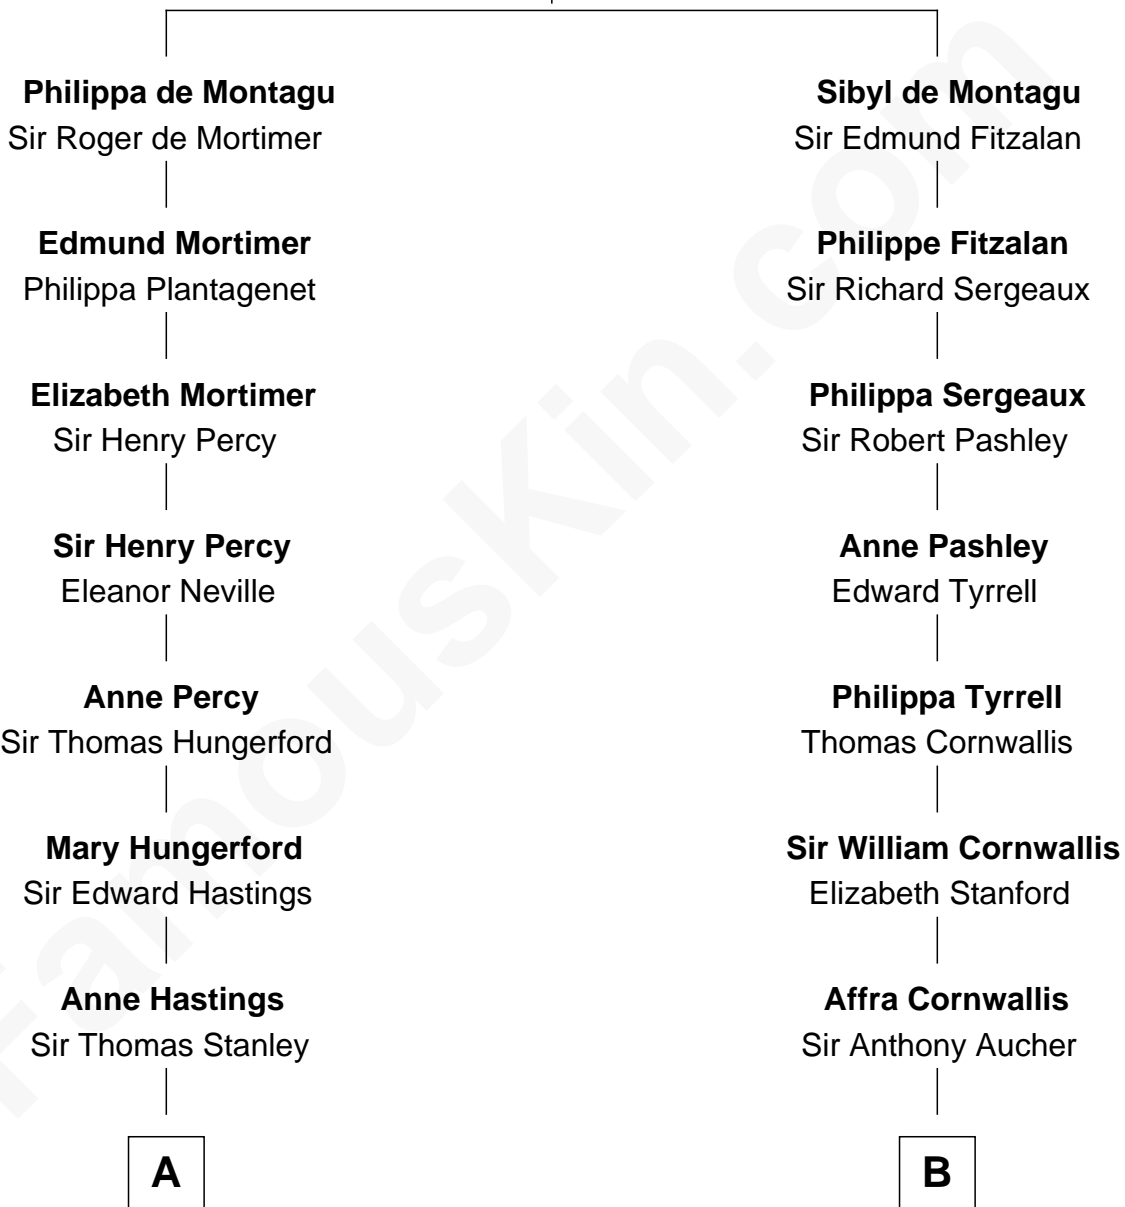 Philippa de Montagu
Sir Roger de Mortimer
Edmund Mortimer
Philippa Plantagenet
Elizabeth Mortimer
Sir Henry Percy
Sir Henry Percy
Eleanor Neville
Anne Percy
Sir Thomas Hungerford
Mary Hungerford
Sir Edward Hastings
Anne Hastings
Sir Thomas Stanley
A
Sibyl de Montagu
Sir Edmund Fitzalan
Philippe Fitzalan
Sir Richard Sergeaux
Philippa Sergeaux
Sir Robert Pashley
Anne Pashley
Edward Tyrrell
Philippa Tyrrell
Thomas Cornwallis
Sir William Cornwallis
Elizabeth Stanford
Affra Cornwallis
Sir Anthony Aucher
B
FamousKin.com